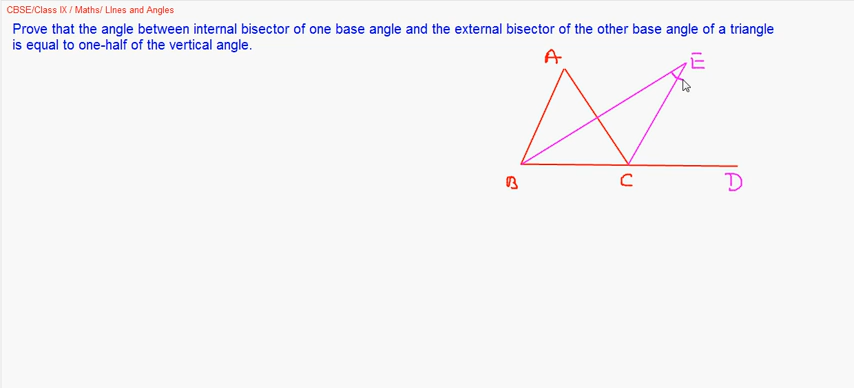 CBSE/Class IX / Maths/ LInes and Angles
Prove that the angle between internal bisector of one base angle and the external bisector of the other base angle of a triangle
is equal to one-half of the vertical angle.
A
E
B
C
D